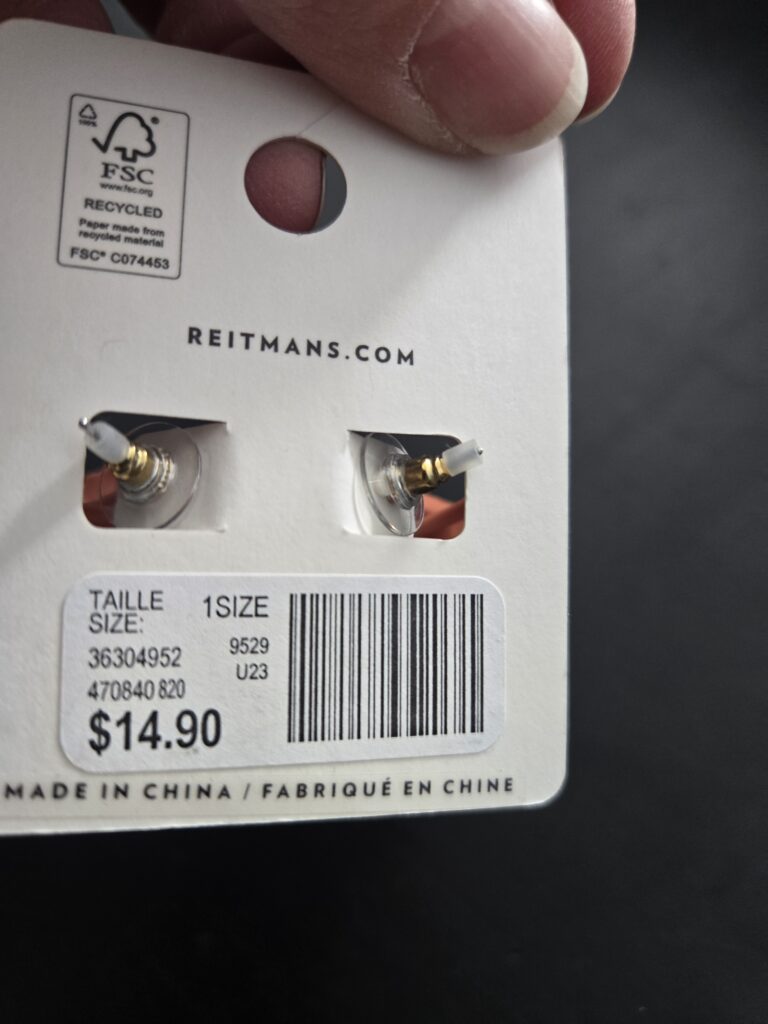 100%
FSC
www.fsc.org
RECYCLED
Paper made from
recycled material
FSC® C074453
REITMANS.COM
TAILLE
SIZE: 1SIZE
36304952 9529
470840 820 U23
$14.90
MADE IN CHINA / FABRIQUÉ EN CHINE